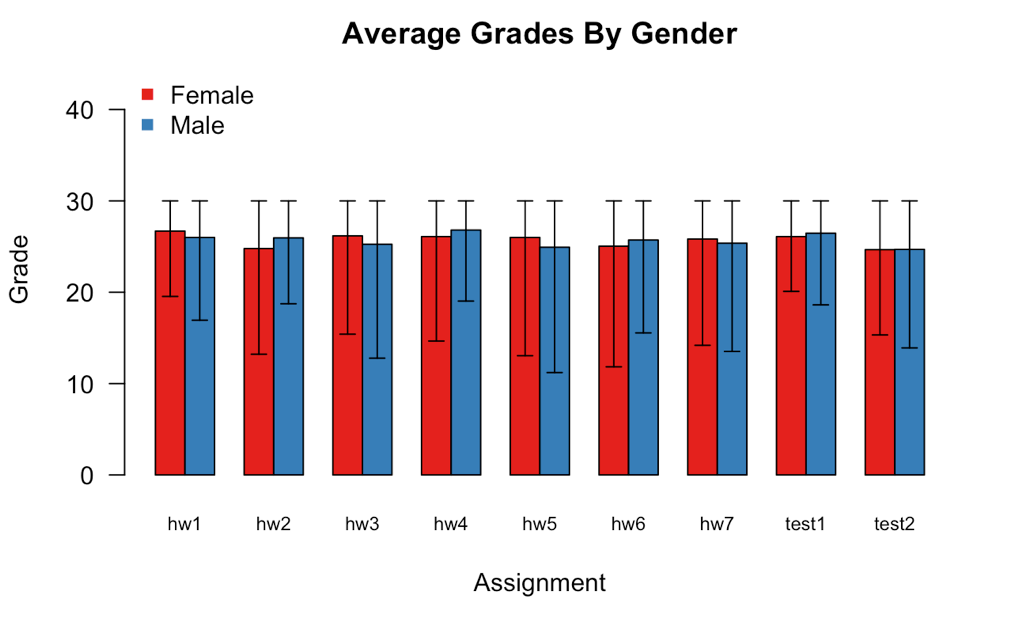 Average Grades By Gender
Female
Male
40
30
20
10
0
Grade
hw1 hw2 hw3 hw4 hw5 hw6 hw7 test1 test2
Assignment